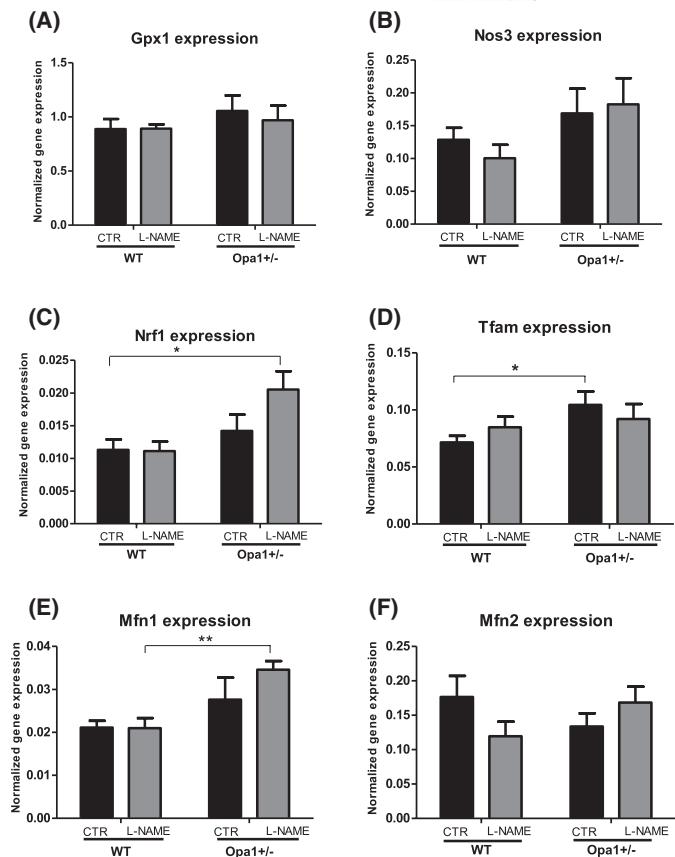 (A)
Gpx1 expression
Normalized gene expression
1.5
1.0
0.5
0.0
CTR L-NAME CTR L-NAME
WT Opa1+/-
(B)
Nos3 expression
Normalized gene expression
0.25
0.20
0.15
0.10
0.05
0.00
CTR L-NAME CTR L-NAME
WT Opa1+/-
(C)
Nrf1 expression
Normalized gene expression
*
0.025
0.020
0.015
0.010
0.005
0.000
CTR L-NAME CTR L-NAME
WT Opa1+/-
(D)
Tfam expression
Normalized gene expression
*
0.15
0.10
0.05
0.00
CTR L-NAME CTR L-NAME
WT Opa1+/-
(E)
Mfn1 expression
Normalized gene expression
**
0.04
0.03
0.02
0.01
0.00
CTR L-NAME CTR L-NAME
WT Opa1+/-
(F)
Mfn2 expression
Normalized gene expression
0.25
0.20
0.15
0.10
0.05
0.00
CTR L-NAME CTR L-NAME
WT Opa1+/-